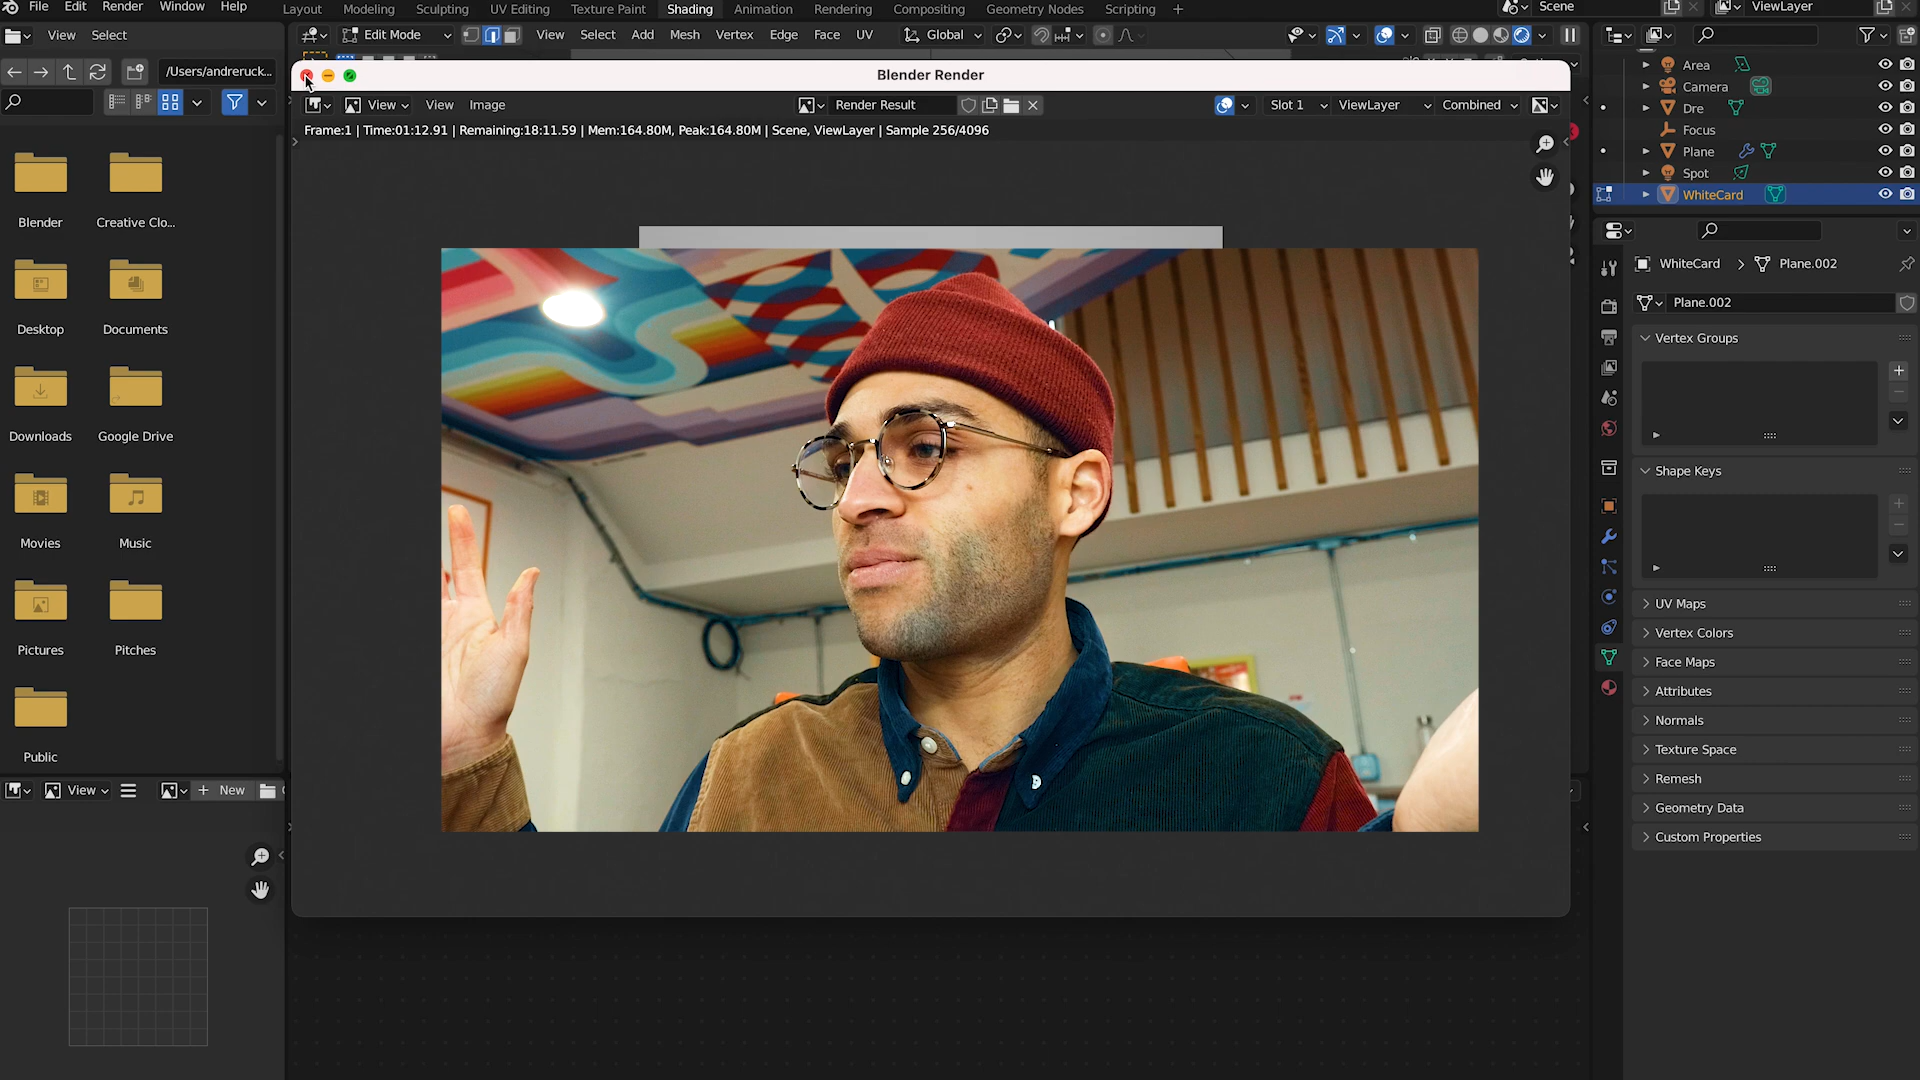 File Edit Render Window Help
Layout Modeling Sculpting UV Editing Texture Paint Shading Animation Rendering Compositing Geometry Nodes Scripting +
Scene
ViewLayer
View Select
Edit Mode View Select Add Mesh Vertex Edge Face UV Global
/Users/andreruck...
Blender Render
View View Image
Render Result
Slot 1 ViewLayer Combined
Frame:1 | Time:01:12.91 | Remaining:18:11.59 | Mem:164.80M, Peak:164.80M | Scene, ViewLayer | Sample 256/4096
Blender
Creative Clo...
Desktop
Documents
Downloads
Google Drive
Movies
Music
Pictures
Pitches
Public
View
+ New
Area
Camera
Dre
Focus
Plane
Spot
WhiteCard
WhiteCard > Plane.002
Plane.002
Vertex Groups
Shape Keys
UV Maps
Vertex Colors
Face Maps
Attributes
Normals
Texture Space
Remesh
Geometry Data
Custom Properties